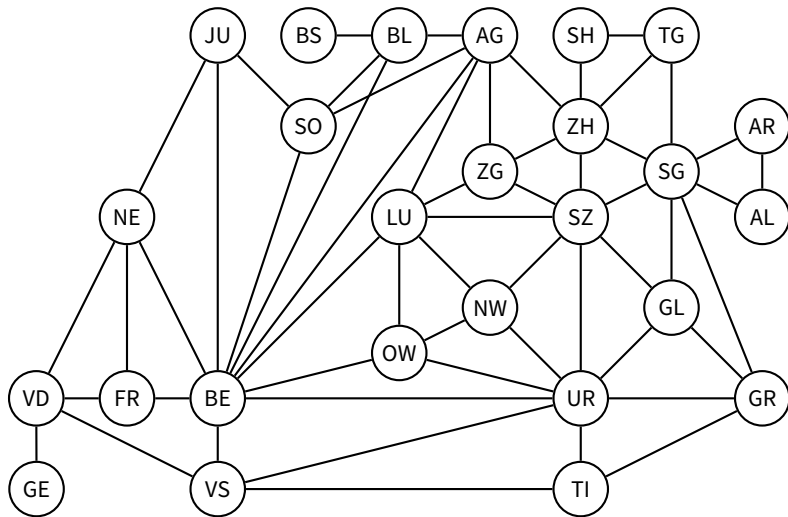 JU BS BL AG SH TG
SO ZH AR
ZG SG
NE LU SZ AL
NW GL
OW
VD FR BE UR GR
GE VS TI